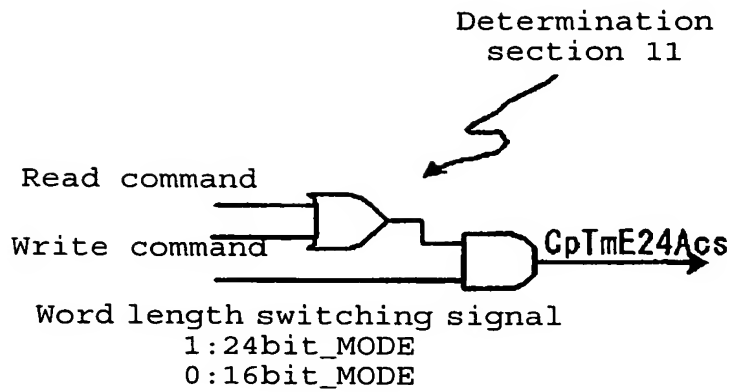 Determination
section 11
Read command
Write command
CpTmE24Acs
Word length switching signal
1:24bit_MODE
0:16bit_MODE